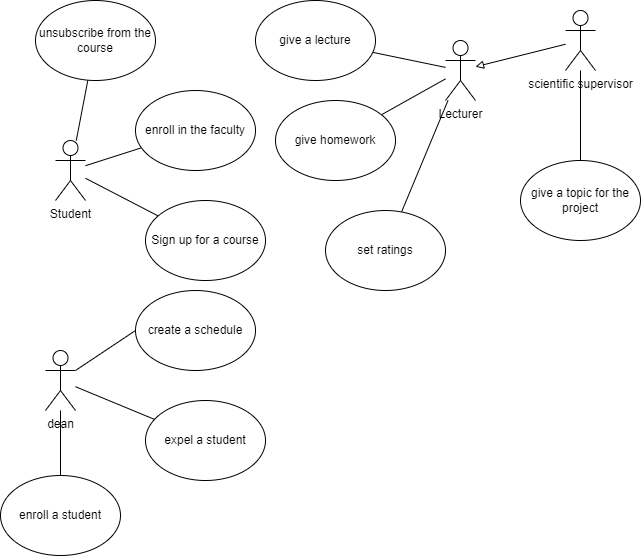 unsubscribe from the
course
give a lecture
scientific supervisor
Lecturer
enroll in the faculty
give homework
Student
give a topic for the
project
Sign up for a course
set ratings
create a schedule
dean
expel a student
enroll a student